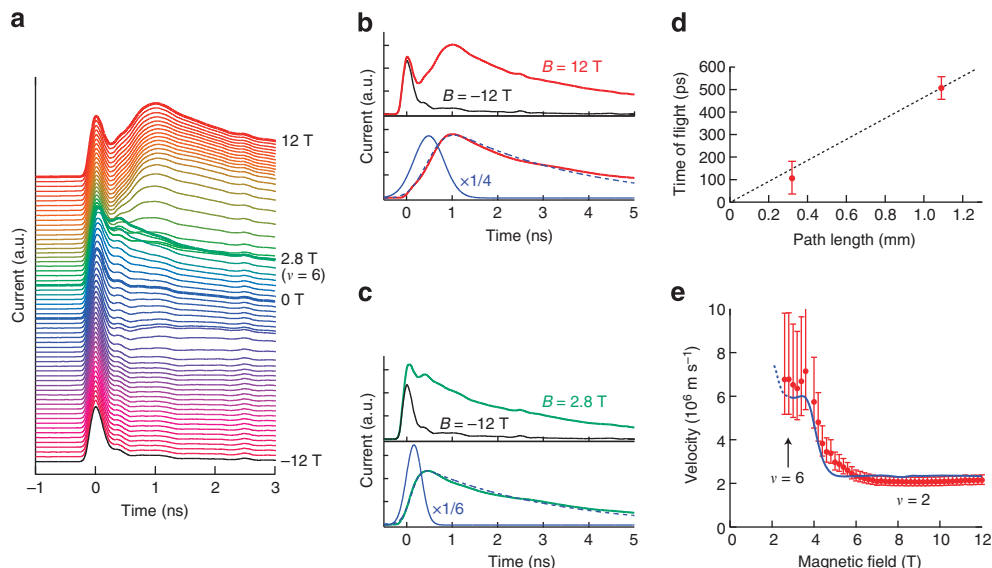 a
Current (a.u.)
12 T
2.8 T
(ν = 6)
0 T
−12 T
−1 0 1 2 3
Time (ns)
b
Current (a.u.)
B = 12 T
B = −12 T
Current (a.u.)
×1/4
0 1 2 3 4 5
Time (ns)
c
Current (a.u.)
B = 2.8 T
B = −12 T
Current (a.u.)
×1/6
0 1 2 3 4 5
Time (ns)
d
Time of flight (ps)
600
500
400
300
200
100
0
0 0.2 0.4 0.6 0.8 1.0 1.2
Path length (mm)
e
Velocity (10⁶ m s⁻¹)
10
8
6
4
2
0
ν = 6
ν = 2
0 2 4 6 8 10 12
Magnetic field (T)